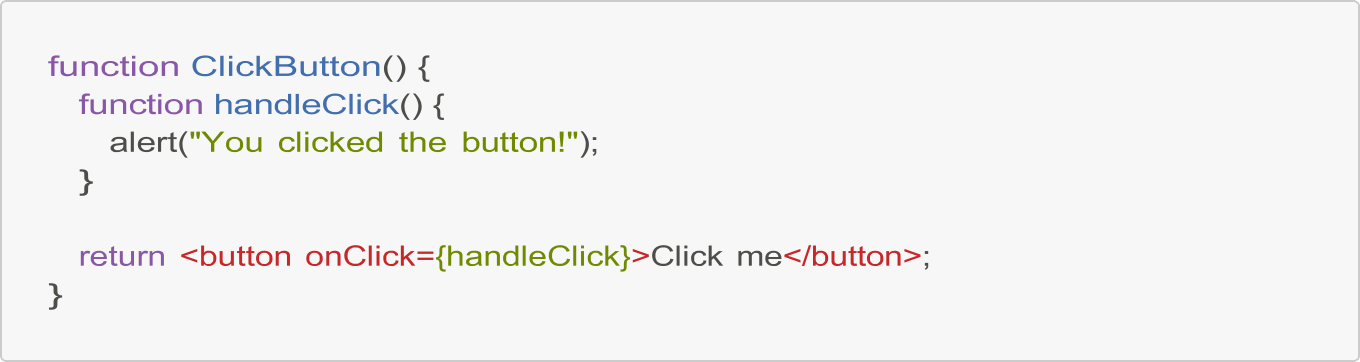 function ClickButton() {
  function handleClick() {
    alert("You clicked the button!");
  }

  return <button onClick={handleClick}>Click me</button>;
}